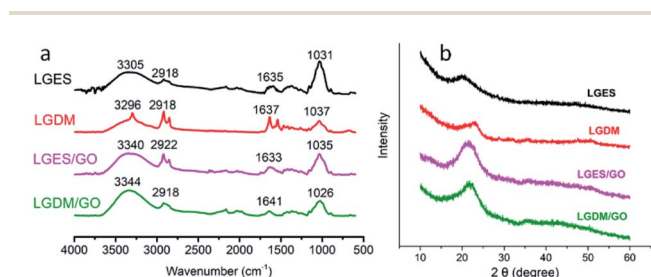 a
LGES
3305
2918
1635
1031
LGDM
3296
2918
1637
1037
LGES/GO
3340
2922
1633
1035
LGDM/GO
3344
2918
1641
1026
4000 3500 3000 2500 2000 1500 1000 500
Wavenumber (cm-1)
b
Intensity
LGES
LGDM
LGES/GO
LGDM/GO
10 20 30 40 50 60
2 θ (degree)